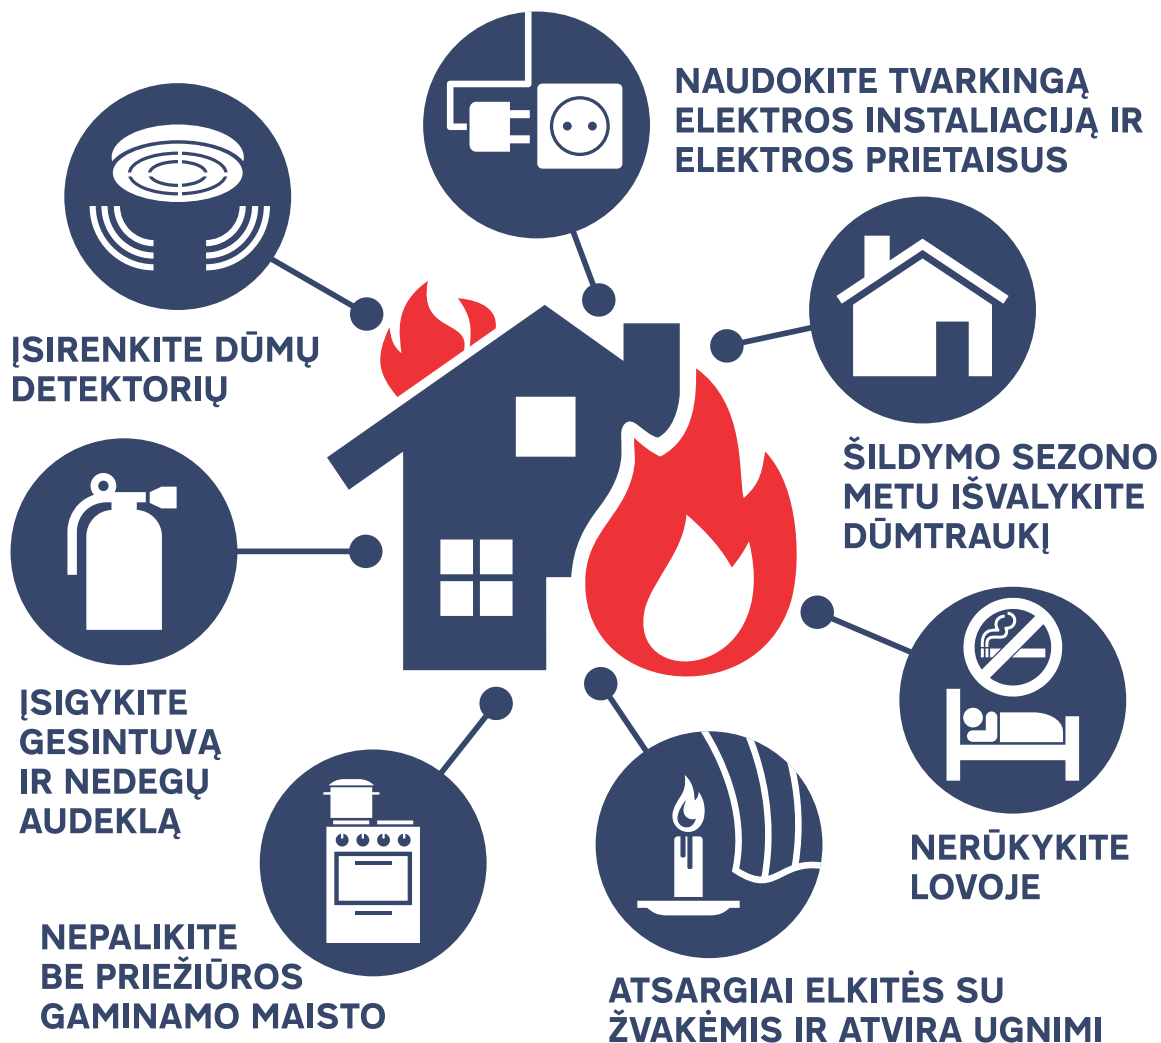 NAUDOKITE TVARKINGĄ
ELEKTROS INSTALIACIJĄ IR
ELEKTROS PRIETAISUS
ĮSIRENKITE DŪMŲ
DETEKTORIŲ
ŠILDYMO SEZONO
METU IŠVALYKITE
DŪMTRAUKĮ
ĮSIGYKITE
GESINTUVĄ
IR NEDEGŲ
AUDEKLĄ
NERŪKYKITE
LOVOJE
NEPALIKITE
BE PRIEŽIŪROS
GAMINAMO MAISTO
ATSARGIAI ELKITĖS SU
ŽVAKĖMIS IR ATVIRA UGNIMI